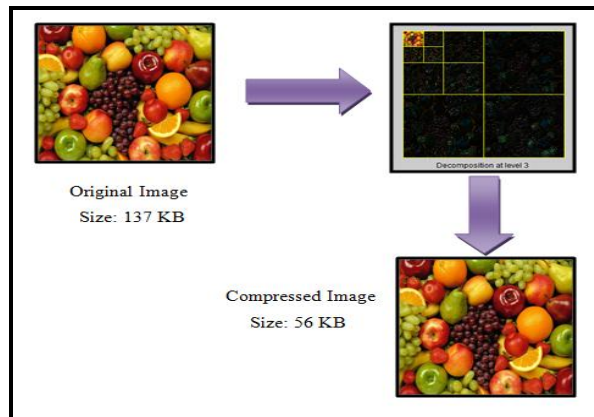 Decomposition at level 3
Original Image
Size: 137 KB
Compressed Image
Size: 56 KB